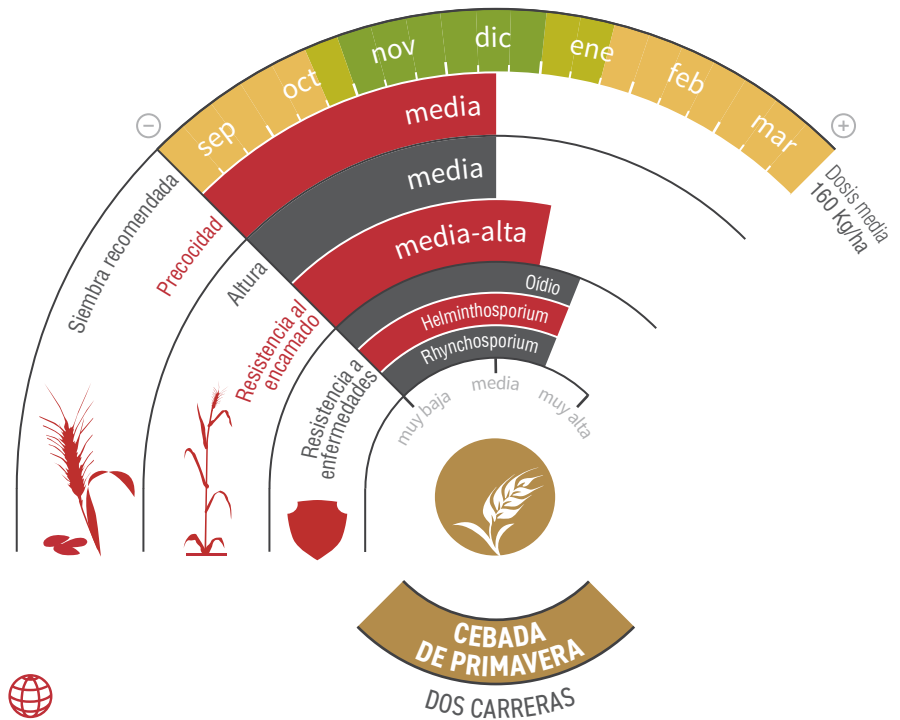 sep
oct
nov
dic
ene
feb
mar
−
+
Dosis media
160 Kg/ha
Siembra recomendada
Precocidad
media
Altura
media
Resistencia al
encamado
media-alta
Resistencia a
enfermedades
Oídio
Helminthosporium
Rhynchosporium
muy baja
media
muy alta
CEBADA
DE PRIMAVERA
DOS CARRERAS